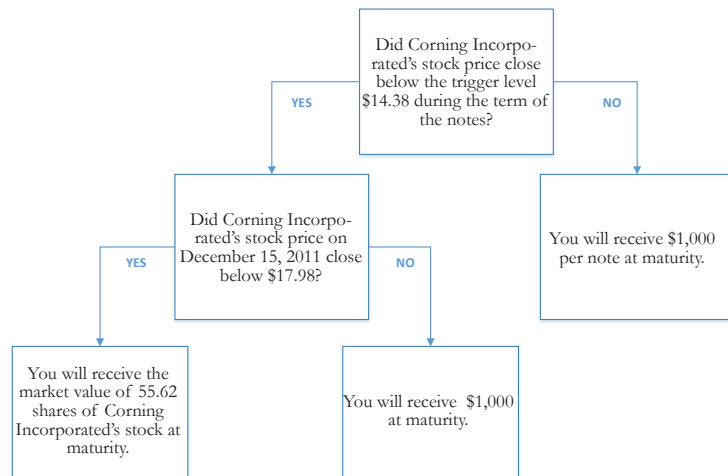 Did Corning Incorpo-
rated's stock price close
below the trigger level
$14.38 during the term of
the notes?
YES
NO
Did Corning Incorpo-
rated's stock price on
December 15, 2011 close
below $17.98?
You will receive $1,000
per note at maturity.
YES
NO
You will receive the
market value of 55.62
shares of Corning
Incorporated's stock at
maturity.
You will receive $1,000
at maturity.